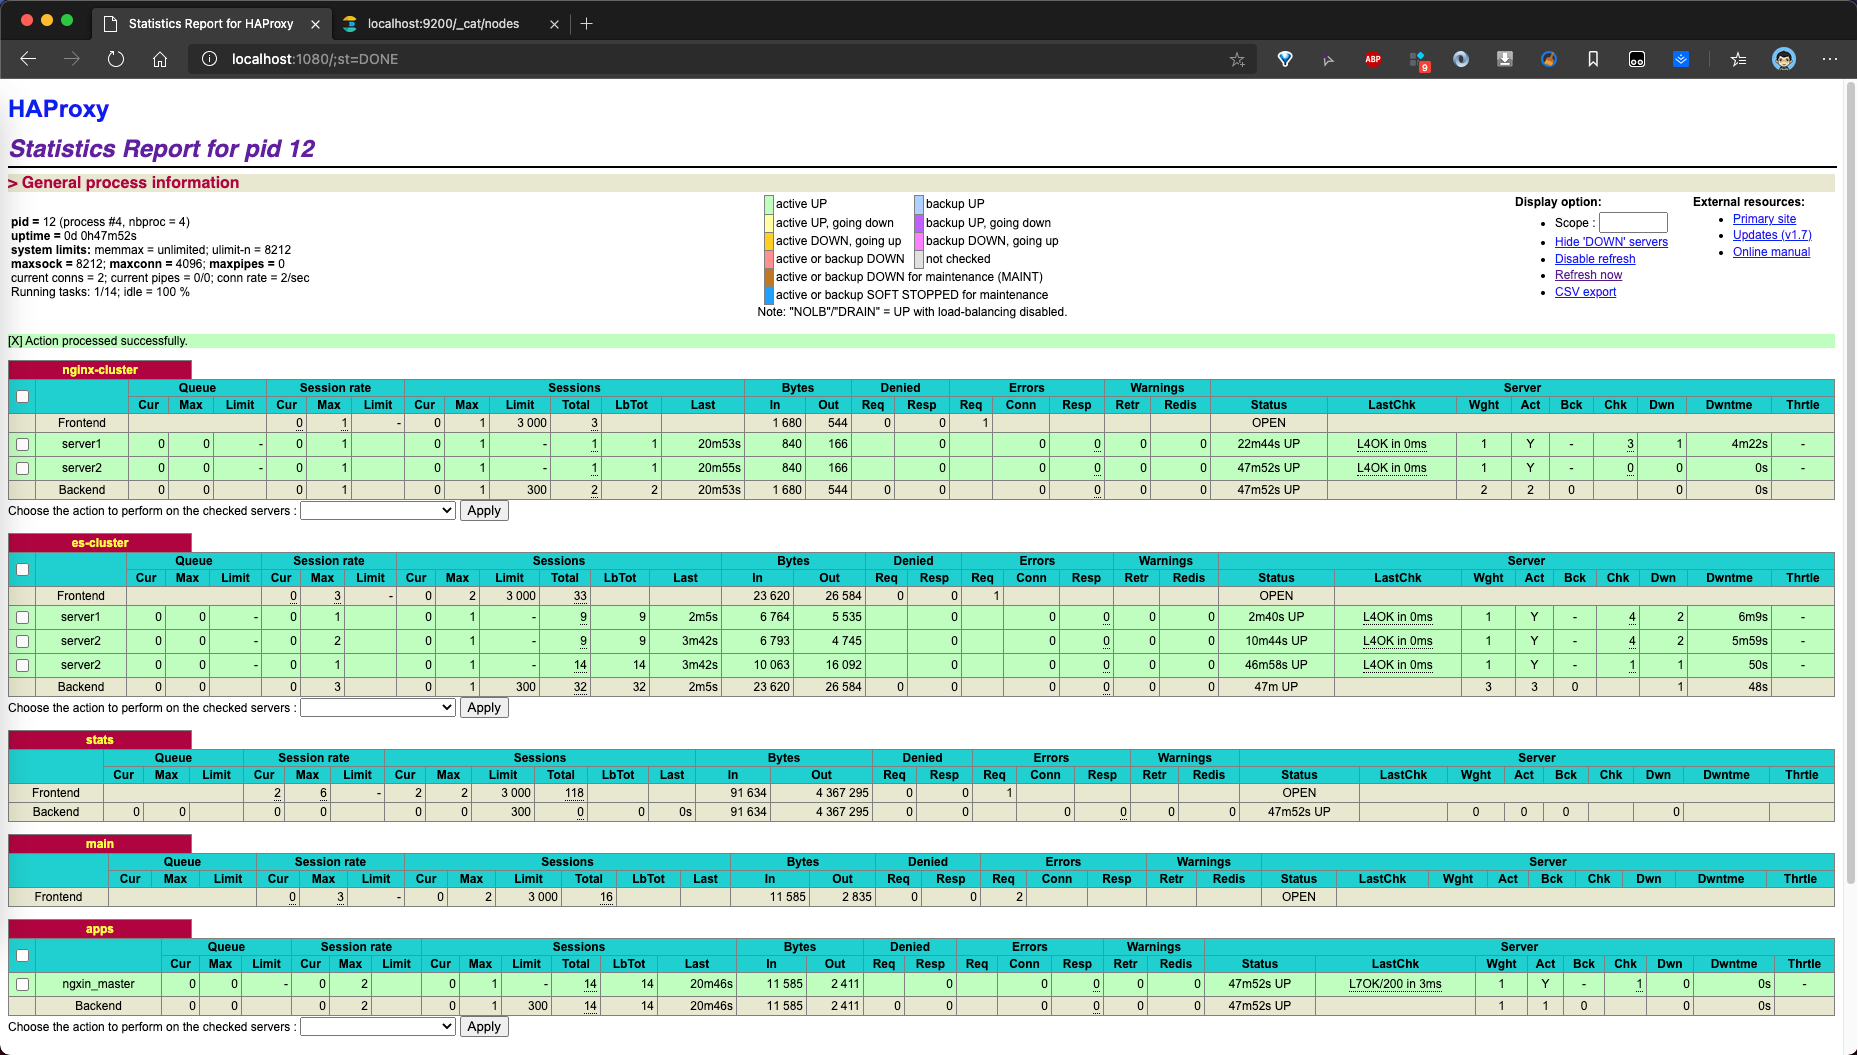 Statistics Report for HAProxy
localhost:9200/_cat/nodes
localhost:1080/;st=DONE
ABP
9
HAProxy
Statistics Report for pid 12
> General process information
pid = 12 (process #4, nbproc = 4)
uptime = 0d 0h47m52s
system limits: memmax = unlimited; ulimit-n = 8212
maxsock = 8212; maxconn = 4096; maxpipes = 0
current conns = 2; current pipes = 0/0; conn rate = 2/sec
Running tasks: 1/14; idle = 100 %
active UP backup UP
active UP, going down backup UP, going down
active DOWN, going up backup DOWN, going up
active or backup DOWN not checked
active or backup DOWN for maintenance (MAINT)
active or backup SOFT STOPPED for maintenance
Note: "NOLB"/"DRAIN" = UP with load-balancing disabled.
Display option:
• Scope :
• Hide 'DOWN' servers
• Disable refresh
• Refresh now
• CSV export
External resources:
• Primary site
• Updates (v1.7)
• Online manual
[X] Action processed successfully.
nginx-cluster
Queue Session rate Sessions Bytes Denied Errors Warnings Server
Cur Max Limit Cur Max Limit Cur Max Limit Total LbTot Last In Out Req Resp Req Conn Resp Retr Redis Status LastChk Wght Act Bck Chk Dwn Dwntme Thrtle
Frontend 0 1 - 0 1 3 000 3 1 680 544 0 0 1 OPEN
server1 0 0 - 0 1 0 1 - 1 1 20m53s 840 166 0 0 0 0 0 22m44s UP L4OK in 0ms 1 Y - 3 1 4m22s -
server2 0 0 - 0 1 0 1 - 1 1 20m55s 840 166 0 0 0 0 0 47m52s UP L4OK in 0ms 1 Y - 0 0 0s -
Backend 0 0 0 1 0 1 300 2 2 20m53s 1 680 544 0 0 0 0 0 0 47m52s UP 2 2 0 0 0s
Choose the action to perform on the checked servers : Apply
es-cluster
Queue Session rate Sessions Bytes Denied Errors Warnings Server
Cur Max Limit Cur Max Limit Cur Max Limit Total LbTot Last In Out Req Resp Req Conn Resp Retr Redis Status LastChk Wght Act Bck Chk Dwn Dwntme Thrtle
Frontend 0 3 - 0 2 3 000 33 23 620 26 584 0 0 1 OPEN
server1 0 0 - 0 1 0 1 - 9 9 2m5s 6 764 5 535 0 0 0 0 0 2m40s UP L4OK in 0ms 1 Y - 4 2 6m9s -
server2 0 0 - 0 2 0 1 - 9 9 3m42s 6 793 4 745 0 0 0 0 0 10m44s UP L4OK in 0ms 1 Y - 4 2 5m59s -
server2 0 0 - 0 1 0 1 - 14 14 3m42s 10 063 16 092 0 0 0 0 0 46m58s UP L4OK in 0ms 1 Y - 1 1 50s -
Backend 0 0 0 3 0 1 300 32 32 2m5s 23 620 26 584 0 0 0 0 0 0 47m UP 3 3 0 1 48s
Choose the action to perform on the checked servers : Apply
stats
Queue Session rate Sessions Bytes Denied Errors Warnings Server
Cur Max Limit Cur Max Limit Cur Max Limit Total LbTot Last In Out Req Resp Req Conn Resp Retr Redis Status LastChk Wght Act Bck Chk Dwn Dwntme Thrtle
Frontend 2 6 - 2 2 3 000 118 91 634 4 367 295 0 0 1 OPEN
Backend 0 0 0 0 0 0 300 0 0 0s 91 634 4 367 295 0 0 0 0 0 0 47m52s UP 0 0 0 0
main
Queue Session rate Sessions Bytes Denied Errors Warnings Server
Cur Max Limit Cur Max Limit Cur Max Limit Total LbTot Last In Out Req Resp Req Conn Resp Retr Redis Status LastChk Wght Act Bck Chk Dwn Dwntme Thrtle
Frontend 0 3 - 0 2 3 000 16 11 585 2 835 0 0 2 OPEN
apps
Queue Session rate Sessions Bytes Denied Errors Warnings Server
Cur Max Limit Cur Max Limit Cur Max Limit Total LbTot Last In Out Req Resp Req Conn Resp Retr Redis Status LastChk Wght Act Bck Chk Dwn Dwntme Thrtle
ngxin_master 0 0 - 0 2 0 1 - 14 14 20m46s 11 585 2 411 0 0 0 0 0 47m52s UP L7OK/200 in 3ms 1 Y - 1 0 0s -
Backend 0 0 0 2 0 1 300 14 14 20m46s 11 585 2 411 0 0 0 0 0 0 47m52s UP 1 1 0 0 0s
Choose the action to perform on the checked servers : Apply